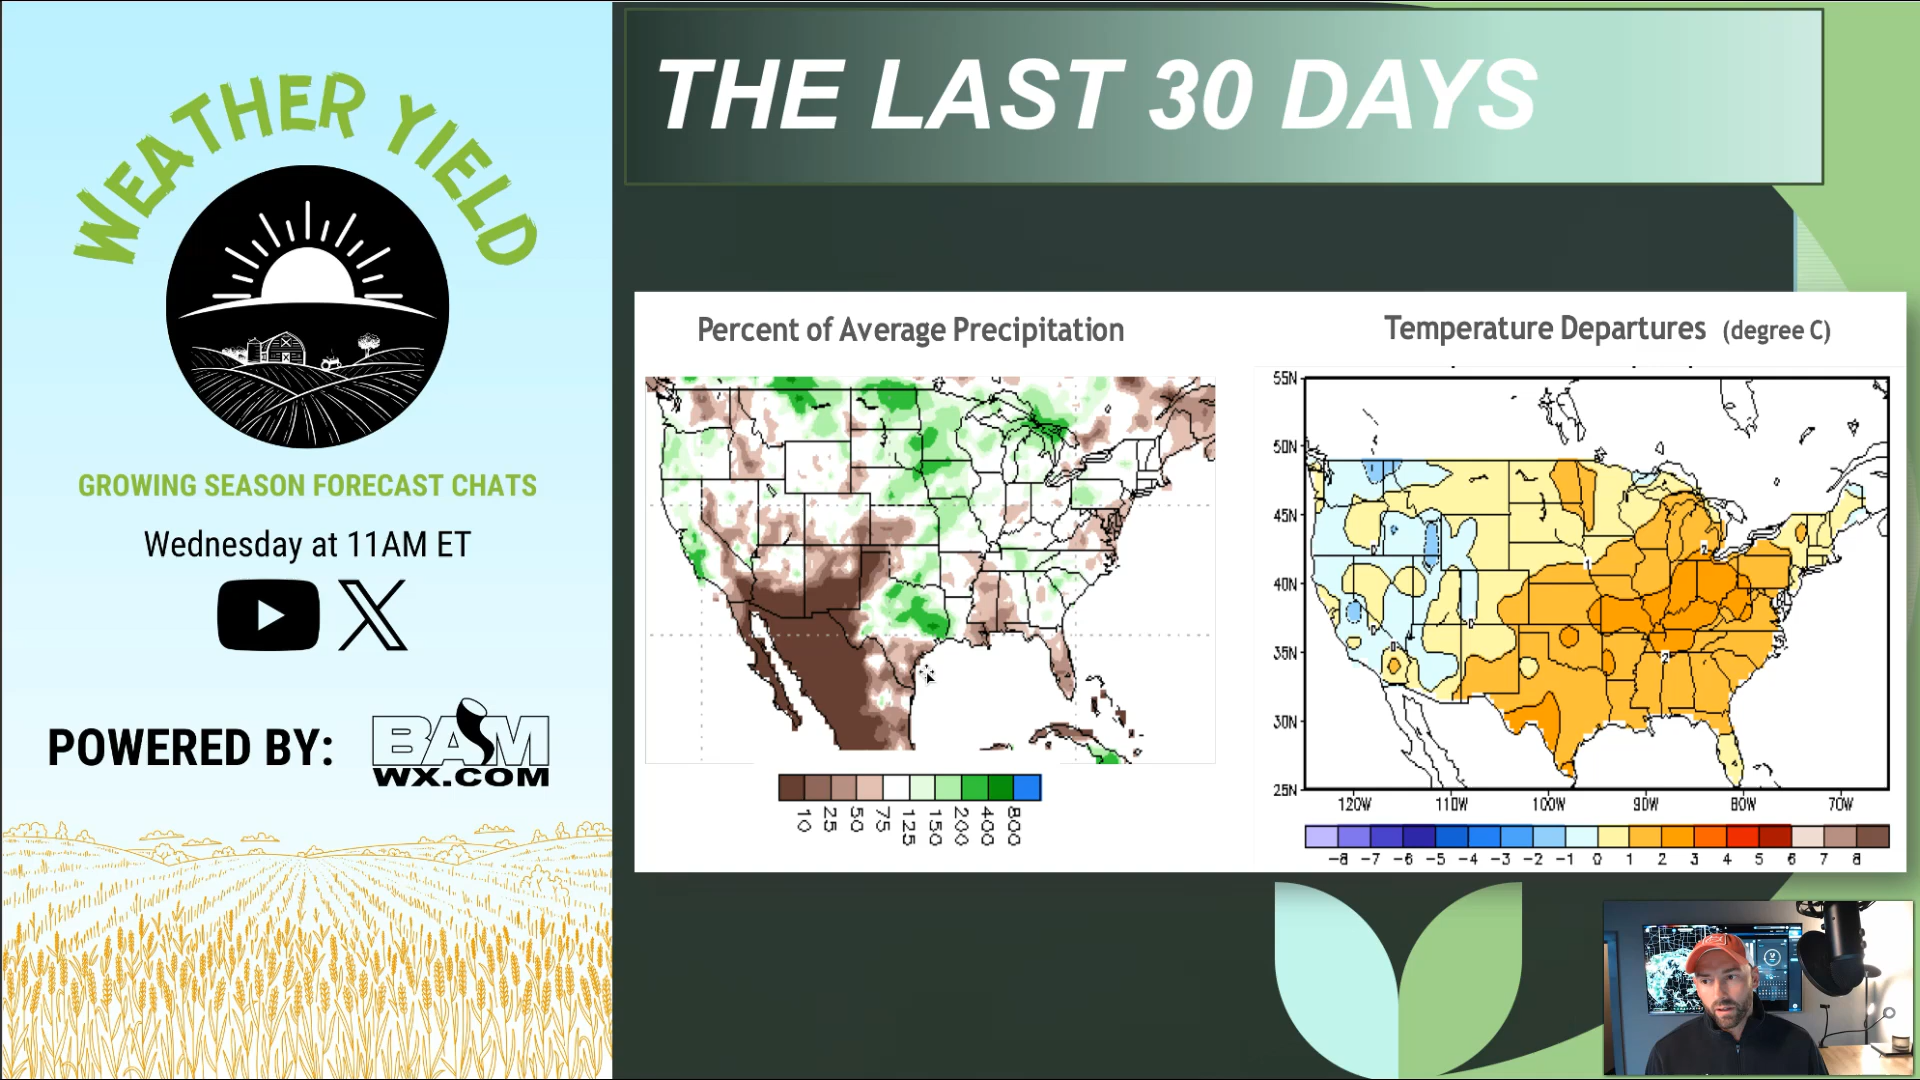 WEATHER YIELD
GROWING SEASON FORECAST CHATS
Wednesday at 11AM ET
POWERED BY:
BAM
WX.COM
THE LAST 30 DAYS
Percent of Average Precipitation
10 25 50 75 125 150 200 400 800
Temperature Departures (degree C)
55N
50N
45N
40N
35N
30N
25N
120W 110W 100W 90W 80W 70W
-8 -7 -6 -5 -4 -3 -2 -1 0 1 2 3 4 5 6 7 8